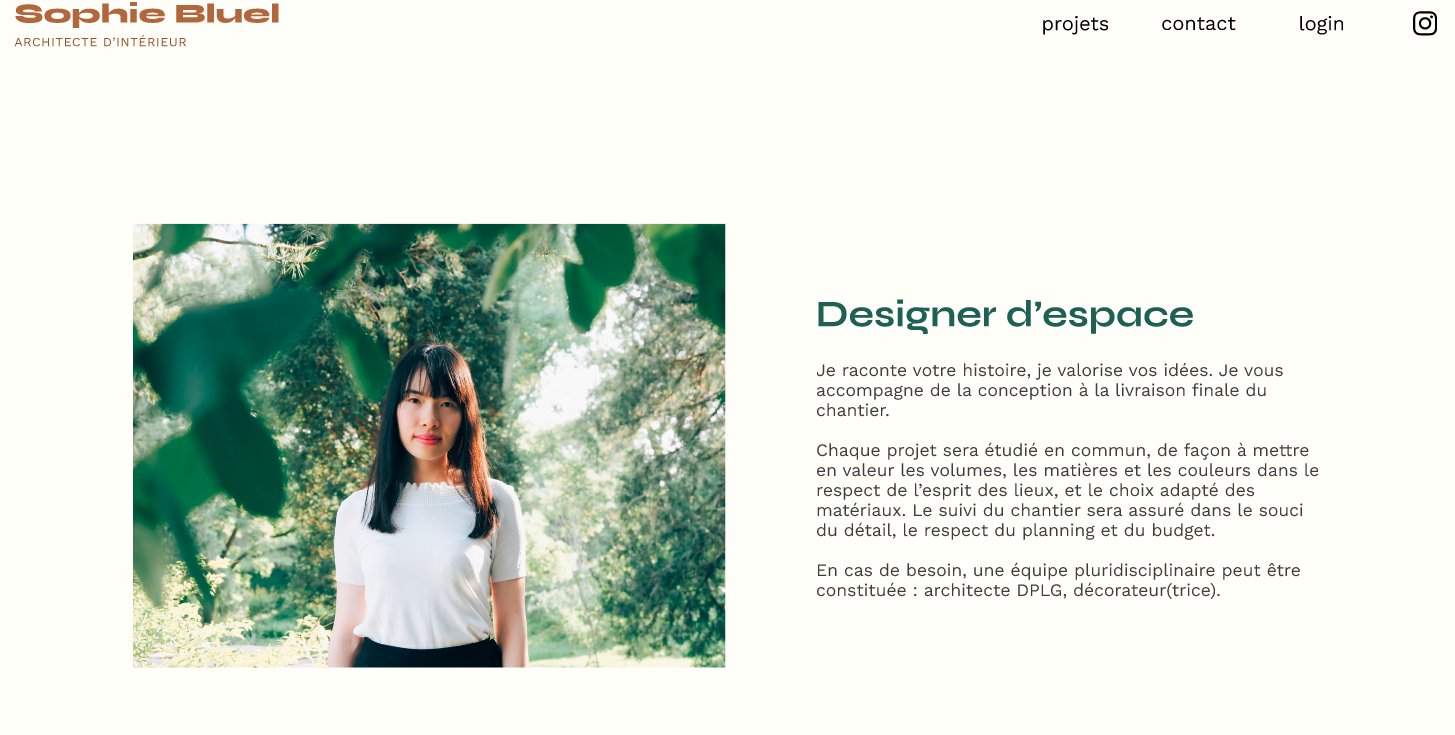 Sophie Bluel
ARCHITECTE D’INTÉRIEUR
projets contact login
Designer d’espace
Je raconte votre histoire, je valorise vos idées. Je vous
accompagne de la conception à la livraison finale du
chantier.
Chaque projet sera étudié en commun, de façon à mettre
en valeur les volumes, les matières et les couleurs dans le
respect de l’esprit des lieux, et le choix adapté des
matériaux. Le suivi du chantier sera assuré dans le souci
du détail, le respect du planning et du budget.
En cas de besoin, une équipe pluridisciplinaire peut être
constituée : architecte DPLG, décorateur(trice).